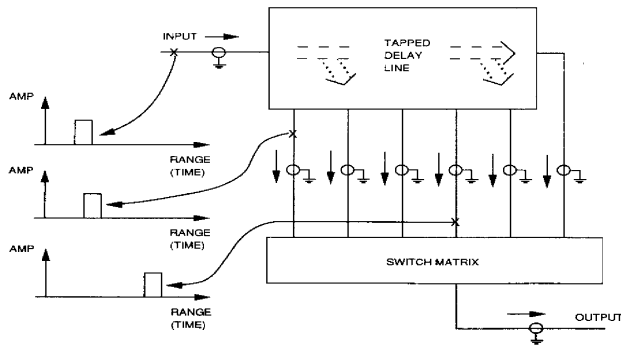 INPUT
TAPPED
DELAY
LINE
AMP
RANGE
(TIME)
AMP
RANGE
(TIME)
AMP
RANGE
(TIME)
SWITCH MATRIX
OUTPUT